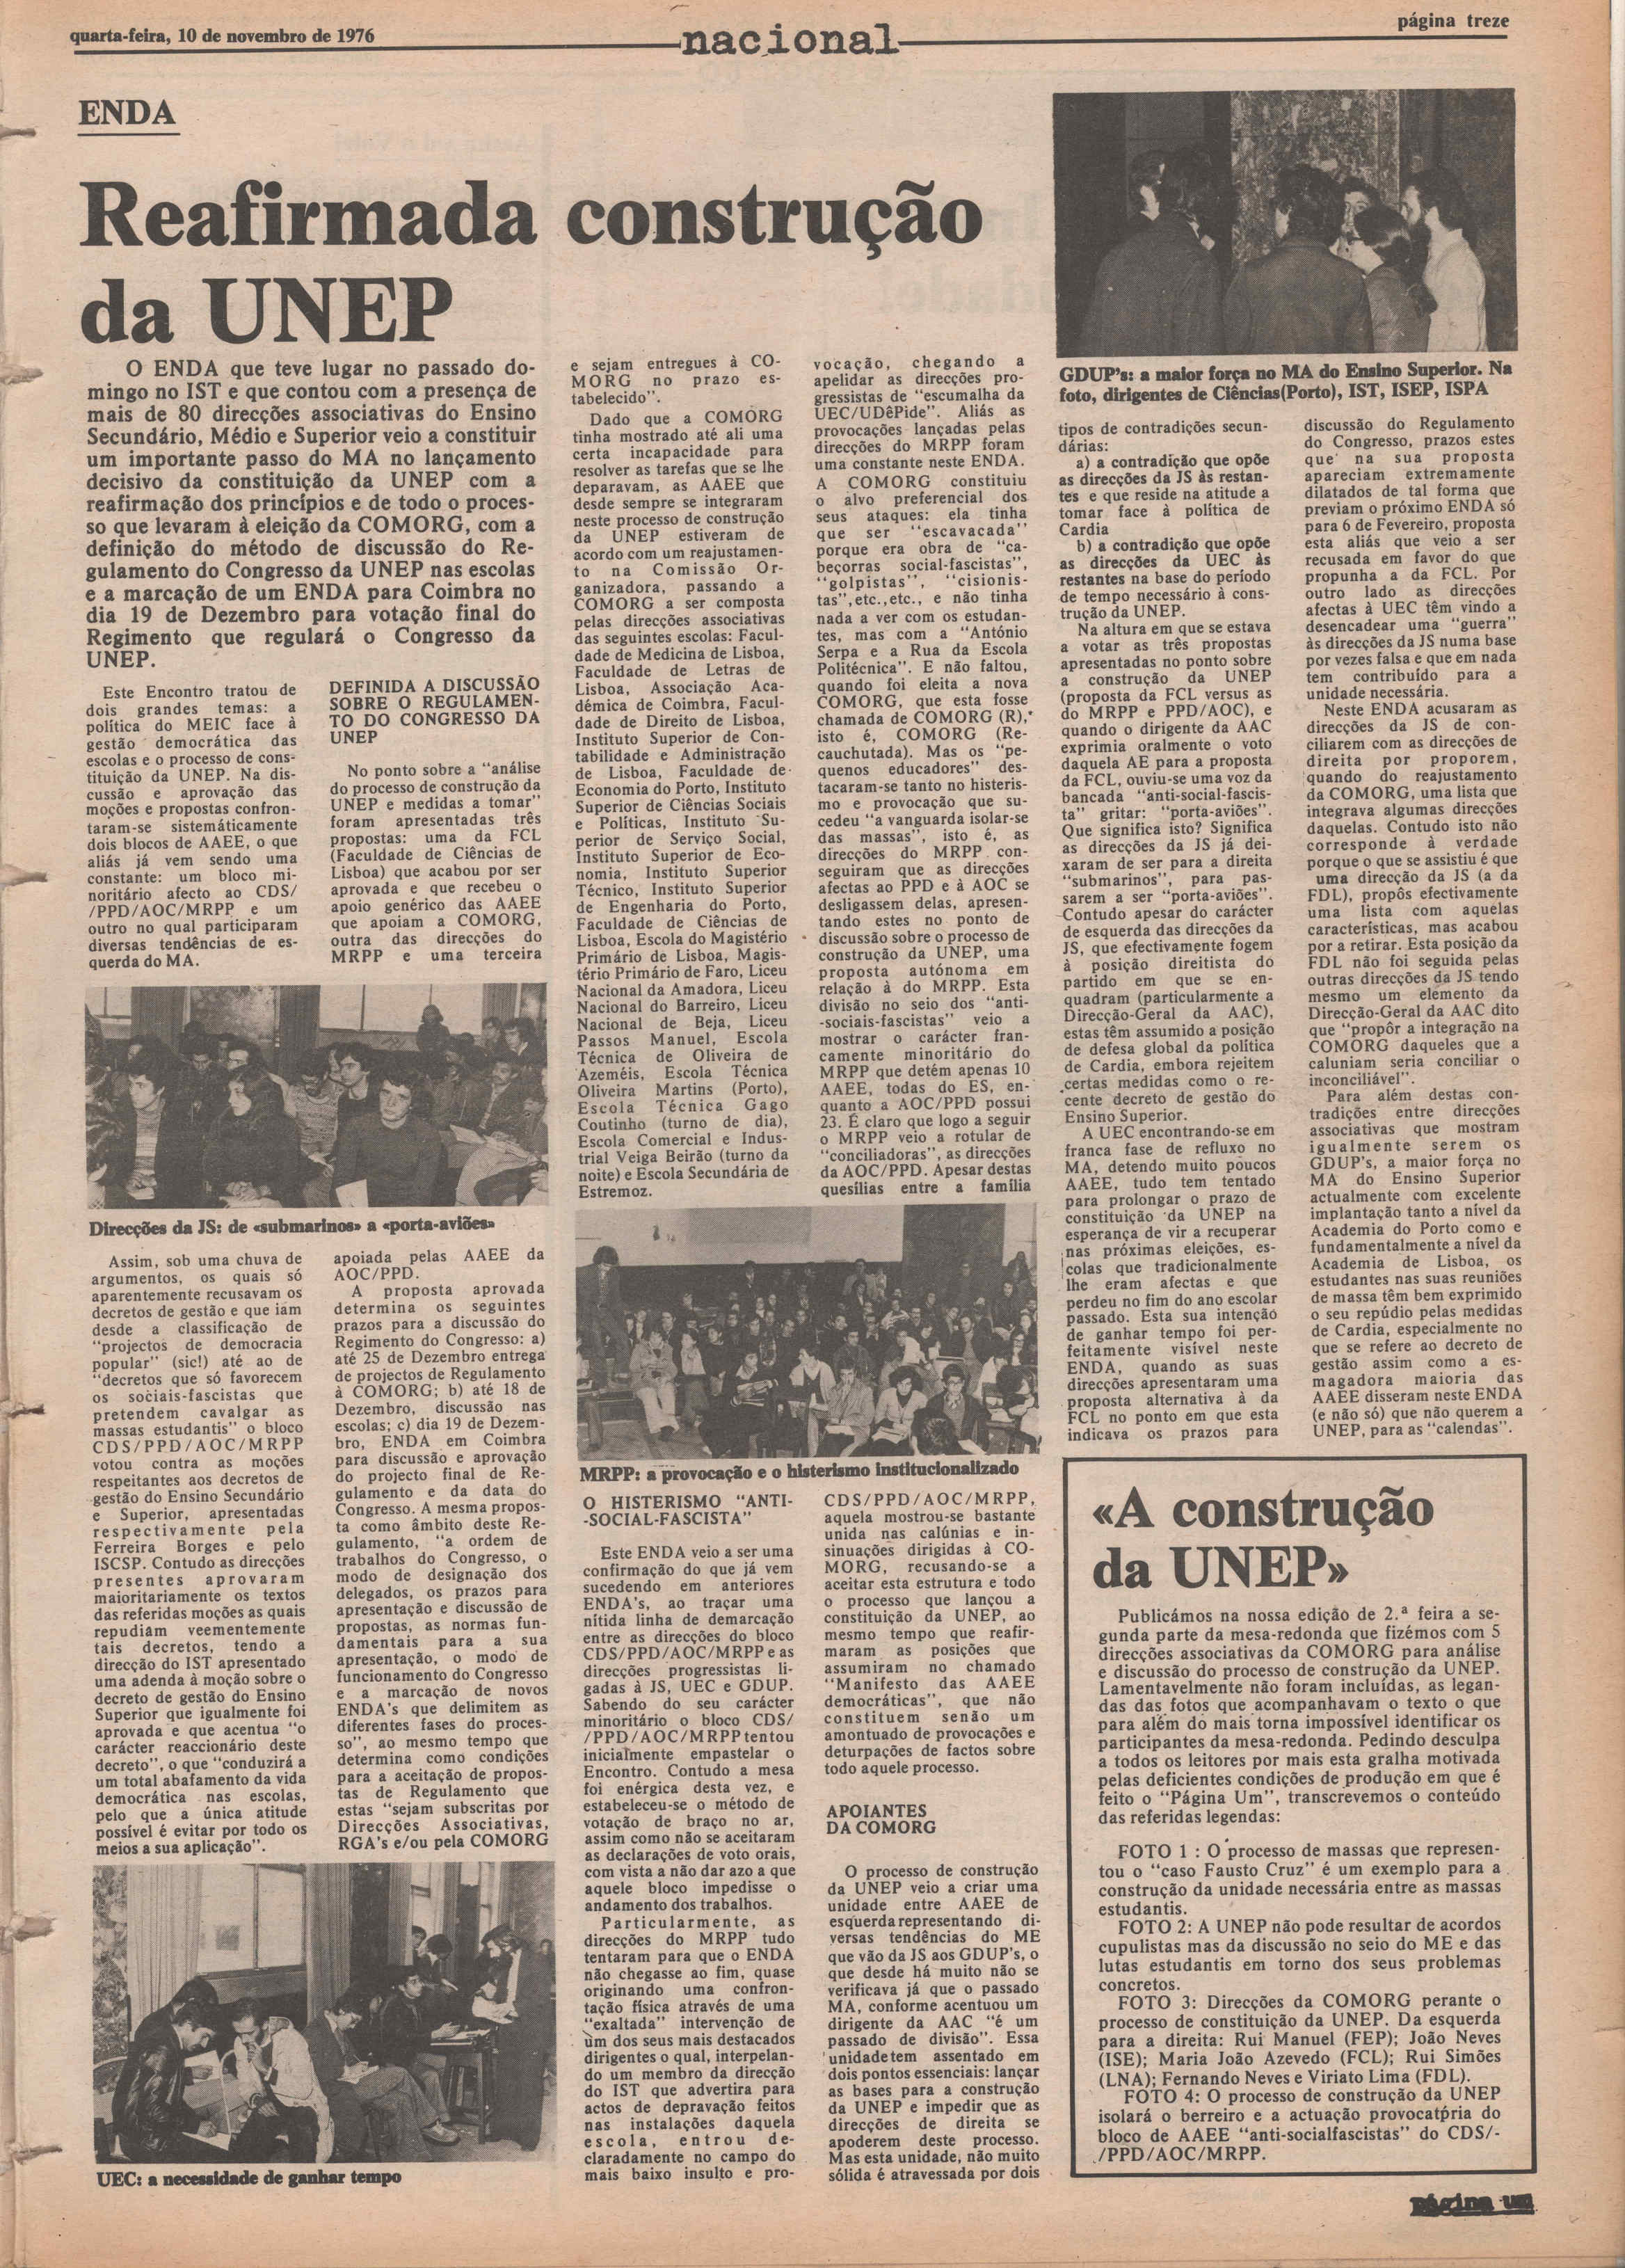 quarta-feira, 10 de novembro de 1976
nacional
página treze
ENDA
Reafirmada construção
da UNEP
O ENDA que teve lugar no passado do-
mingo no IST e que contou com a presença de
mais de 80 direcções associativas do Ensino
Secundário, Médio e Superior veio a constituir
um importante passo do MA no lançamento
decisivo da constituição da UNEP com a
reafirmação dos princípios e de todo o proces-
so que levaram à eleição da COMORG, com a
definição do método de discussão do Re-
gulamento do Congresso da UNEP nas escolas
e a marcação de um ENDA para Coimbra no
dia 19 de Dezembro para votação final do
Regimento que regulará o Congresso da
UNEP.
Este Encontro tratou de
dois grandes temas: a
política do MEIC face à
gestão democrática das
escolas e o processo de cons-
tituição da UNEP. Na dis-
cussão e aprovação das
moções e propostas confron-
taram-se sistemáticamente
dois blocos de AAEE, o que
aliás já vem sendo uma
constante: um bloco mi-
noritário afecto ao CDS/
/PPD/AOC/MRPP e um
outro no qual participaram
diversas tendências de es-
querda do MA.
DEFINIDA A DISCUSSÃO
SOBRE O REGULAMEN-
TO DO CONGRESSO DA
UNEP
No ponto sobre a "análise
do processo de construção da
UNEP e medidas a tomar"
foram apresentadas três
propostas: uma da FCL
(Faculdade de Ciências de
Lisboa) que acabou por ser
aprovada e que recebeu o
apoio genérico das AAEE
que apoiam a COMORG,
outra das direcções do
MRPP e uma terceira
Direcções da JS: de «submarinos» a «porta-aviões»
Assim, sob uma chuva de
argumentos, os quais só
aparentemente recusavam os
decretos de gestão e que iam
desde a classificação de
"projectos de democracia
popular" (sic!) até ao de
"decretos que só favorecem
os sociais-fascistas que
pretendem cavalgar as
massas estudantis" o bloco
CDS/PPD/AOC/MRPP
votou contra as moções
respeitantes aos decretos de
gestão do Ensino Secundário
e Superior, apresentadas
respectivamente pela
Ferreira Borges e pelo
ISCSP. Contudo as direcções
presentes aprovaram
maioritariamente os textos
das referidas moções as quais
repudiam veementemente
tais decretos, tendo a
direcção do IST apresentado
uma adenda à moção sobre o
decreto de gestão do Ensino
Superior que igualmente foi
aprovada e que acentua "o
carácter reaccionário deste
decreto", o que "conduzirá a
um total abafamento da vida
democrática nas escolas,
pelo que a única atitude
possível é evitar por todo os
meios a sua aplicação".
apoiada pelas AAEE da
AOC/PPD.
A proposta aprovada
determina os seguintes
prazos para a discussão do
Regimento do Congresso: a)
até 25 de Dezembro entrega
de projectos de Regulamento
à COMORG; b) até 18 de
Dezembro, discussão nas
escolas; c) dia 19 de Dezem-
bro, ENDA em Coimbra
para discussão e aprovação
do projecto final de Re-
gulamento e da data do
Congresso. A mesma propos-
ta como âmbito deste Re-
gulamento, "a ordem de
trabalhos do Congresso, o
modo de designação dos
delegados, os prazos para
apresentação e discussão de
propostas, as normas fun-
damentais para a sua
apresentação, o modo de
funcionamento do Congresso
e a marcação de novos
ENDA's que delimitem as
diferentes fases do proces-
so", ao mesmo tempo que
determina como condições
para a aceitação de propos-
tas de Regulamento que
estas "sejam subscritas por
Direcções Associativas,
RGA's e/ou pela COMORG
UEC: a necessidade de ganhar tempo
e sejam entregues à CO-
MORG no prazo es-
tabelecido".
Dado que a COMORG
tinha mostrado até ali uma
certa incapacidade para
resolver as tarefas que se lhe
deparavam, as AAEE que
desde sempre se integraram
neste processo de construção
da UNEP estiveram de
acordo com um reajustamen-
to na Comissão Or-
ganizadora, passando a
COMORG a ser composta
pelas direcções associativas
das seguintes escolas: Facul-
dade de Medicina de Lisboa,
Faculdade de Letras de
Lisboa, Associação Aca-
démica de Coimbra, Facul-
dade de Direito de Lisboa,
Instituto Superior de Con-
tabilidade e Administração
de Lisboa, Faculdade de
Economia do Porto, Instituto
Superior de Ciências Sociais
e Políticas, Instituto Su-
perior de Serviço Social,
Instituto Superior de Eco-
nomia, Instituto Superior
Técnico, Instituto Superior
de Engenharia do Porto,
Faculdade de Ciências de
Lisboa, Escola do Magistério
Primário de Lisboa, Magis-
tério Primário de Faro, Liceu
Nacional da Amadora, Liceu
Nacional do Barreiro, Liceu
Nacional de Beja, Liceu
Passos Manuel, Escola
Técnica de Oliveira de
Azeméis, Escola Técnica
Oliveira Martins (Porto),
Escola Técnica Gago
Coutinho (turno de dia),
Escola Comercial e Indus-
trial Veiga Beirão (turno da
noite) e Escola Secundária de
Estremoz.
vocação, chegando a
apelidar as direcções pro-
gressistas de "escumalha da
UEC/UDêPide". Aliás as
provocações lançadas pelas
direcções do MRPP foram
uma constante neste ENDA.
A COMORG constituiu
o alvo preferencial dos
seus ataques: ela tinha
que ser "escavacada"
porque era obra de "ca-
beçorras social-fascistas",
"golpistas", "cisionis-
tas",etc.,etc., e não tinha
nada a ver com os estudan-
tes, mas com a "António
Serpa e a Rua da Escola
Politécnica". E não faltou,
quando foi eleita a nova
COMORG, que esta fosse
chamada de COMORG (R),
isto é, COMORG (Re-
cauchutada). Mas os "pe-
quenos educadores" des-
tacaram-se tanto no histeris-
mo e provocação que su-
cedeu "a vanguarda isolar-se
das massas", isto é, as
direcções do MRPP con-
seguiram que as direcções
afectas ao PPD e à AOC se
desligassem delas, apresen-
tando estes no ponto de
discussão sobre o processo de
construção da UNEP, uma
proposta autónoma em
relação à do MRPP. Esta
divisão no seio dos "anti-
-sociais-fascistas" veio a
mostrar o carácter fran-
camente minoritário do
MRPP que detém apenas 10
AAEE, todas do ES, en-
quanto a AOC/PPD possui
23. É claro que logo a seguir
o MRPP veio a rotular de
"conciliadoras", as direcções
da AOC/PPD. Apesar destas
quesílias entre a família
MRPP: a provocação e o histerismo institucionalizado
O HISTERISMO "ANTI-
-SOCIAL-FASCISTA"
Este ENDA veio a ser uma
confirmação do que já vem
sucedendo em anteriores
ENDA's, ao traçar uma
nítida linha de demarcação
entre as direcções do bloco
CDS/PPD/AOC/MRPP e as
direcções progressistas li-
gadas à JS, UEC e GDUP.
Sabendo do seu carácter
minoritário o bloco CDS/
/PPD/AOC/MRPP tentou
inicialmente empastelar o
Encontro. Contudo a mesa
foi enérgica desta vez, e
estabeleceu-se o método de
votação de braço no ar,
assim como não se aceitaram
as declarações de voto orais,
com vista a não dar azo a que
aquele bloco impedisse o
andamento dos trabalhos.
Particularmente, as
direcções do MRPP tudo
tentaram para que o ENDA
não chegasse ao fim, quase
originando uma confron-
tação física através de uma
"exaltada" intervenção de
um dos seus mais destacados
dirigentes o qual, interpelan-
do um membro da direcção
do IST que advertira para
actos de depravação feitos
nas instalações daquela
escola, entrou de-
claradamente no campo do
mais baixo insulto e pro-
CDS/PPD/AOC/MRPP,
aquela mostrou-se bastante
unida nas calúnias e in-
sinuações dirigidas à CO-
MORG, recusando-se a
aceitar esta estrutura e todo
o processo que lançou a
constituição da UNEP, ao
mesmo tempo que reafir-
maram as posições que
assumiram no chamado
"Manifesto das AAEE
democráticas", que não
constituem senão um
amontuado de provocações e
deturpações de factos sobre
todo aquele processo.
APOIANTES
DA COMORG
O processo de construção
da UNEP veio a criar uma
unidade entre AAEE de
esquerda representando di-
versas tendências do ME
que vão da JS aos GDUP's, o
que desde há muito não se
verificava já que o passado
MA, conforme acentuou um
dirigente da AAC "é um
passado de divisão". Essa
unidade tem assentado em
dois pontos essenciais: lançar
as bases para a construção
da UNEP e impedir que as
direcções de direita se
apoderem deste processo.
Mas esta unidade, não muito
sólida é atravessada por dois
GDUP's: a maior força no MA do Ensino Superior. Na
foto, dirigentes de Ciências(Porto), IST, ISEP, ISPA
tipos de contradições secun-
dárias:
a) a contradição que opõe
as direcções da JS às restan-
tes e que reside na atitude a
tomar face à política de
Cardia
b) a contradição que opõe
as direcções da UEC às
restantes na base do período
de tempo necessário à cons-
trução da UNEP.
Na altura em que se estava
a votar as três propostas
apresentadas no ponto sobre
a construção da UNEP
(proposta da FCL versus as
do MRPP e PPD/AOC), e
quando o dirigente da AAC
exprimia oralmente o voto
daquela AE para a proposta
da FCL, ouviu-se uma voz da
bancada "anti-social-fascis-
ta" gritar: "porta-aviões".
Que significa isto? Significa
as direcções da JS já dei-
xaram de ser para a direita
"submarinos", para pas-
sarem a ser "porta-aviões".
Contudo apesar do carácter
de esquerda das direcções da
JS, que efectivamente fogem
à posição direitista do
partido em que se en-
quadram (particularmente a
Direcção-Geral da AAC),
estas têm assumido a posição
de defesa global da política
de Cardia, embora rejeitem
certas medidas como o re-
cente decreto de gestão do
Ensino Superior.
A UEC encontrando-se em
franca fase de refluxo no
MA, detendo muito poucos
AAEE, tudo tem tentado
para prolongar o prazo de
constituição da UNEP na
esperança de vir a recuperar
nas próximas eleições, es-
colas que tradicionalmente
lhe eram afectas e que
perdeu no fim do ano escolar
passado. Esta sua intenção
de ganhar tempo foi per-
feitamente visível neste
ENDA, quando as suas
direcções apresentaram uma
proposta alternativa à da
FCL no ponto em que esta
indicava os prazos para
discussão do Regulamento
do Congresso, prazos estes
que na sua proposta
apareciam extremamente
dilatados de tal forma que
previam o próximo ENDA só
para 6 de Fevereiro, proposta
esta aliás que veio a ser
recusada em favor do que
propunha a da FCL. Por
outro lado as direcções
afectas à UEC têm vindo a
desencadear uma "guerra"
às direcções da JS numa base
por vezes falsa e que em nada
tem contribuído para a
unidade necessária.
Neste ENDA acusaram as
direcções da JS de con-
ciliarem com as direcções de
direita por proporem,
quando do reajustamento
da COMORG, uma lista que
integrava algumas direcções
daquelas. Contudo isto não
corresponde à verdade
porque o que se assistiu é que
uma direcção da JS (a da
FDL), propôs efectivamente
uma lista com aquelas
características, mas acabou
por a retirar. Esta posição da
FDL não foi seguida pelas
outras direcções da JS tendo
mesmo um elemento da
Direcção-Geral da AAC dito
que "propôr a integração na
COMORG daqueles que a
caluniam seria conciliar o
inconciliável".
Para além destas con-
tradições entre direcções
associativas que mostram
igualmente serem os
GDUP's, a maior força no
MA do Ensino Superior
actualmente com excelente
implantação tanto a nível da
Academia do Porto como e
fundamentalmente a nível da
Academia de Lisboa, os
estudantes nas suas reuniões
de massa têm bem exprimido
o seu repúdio pelas medidas
de Cardia, especialmente no
que se refere ao decreto de
gestão assim como a es-
magadora maioria das
AAEE disseram neste ENDA
(e não só) que não querem a
UNEP, para as "calendas".
«A construção
da UNEP»
Publicámos na nossa edição de 2.ª feira a se-
gunda parte da mesa-redonda que fizémos com 5
direcções associativas da COMORG para análise
e discussão do processo de construção da UNEP.
Lamentavelmente não foram incluídas, as legan-
das das fotos que acompanhavam o texto o que
para além do mais torna impossível identificar os
participantes da mesa-redonda. Pedindo desculpa
a todos os leitores por mais esta gralha motivada
pelas deficientes condições de produção em que é
feito o "Página Um", transcrevemos o conteúdo
das referidas legendas:
FOTO 1 : O processo de massas que represen-
tou o "caso Fausto Cruz" é um exemplo para a
construção da unidade necessária entre as massas
estudantis.
FOTO 2: A UNEP não pode resultar de acordos
cupulistas mas da discussão no seio do ME e das
lutas estudantis em torno dos seus problemas
concretos.
FOTO 3: Direcções da COMORG perante o
processo de constituição da UNEP. Da esquerda
para a direita: Rui Manuel (FEP); João Neves
(ISE); Maria João Azevedo (FCL); Rui Simões
(LNA); Fernando Neves e Viriato Lima (FDL).
FOTO 4: O processo de construção da UNEP
isolará o berreiro e a actuação provocatpria do
bloco de AAEE "anti-socialfascistas" do CDS/-
/PPD/AOC/MRPP.
Página um